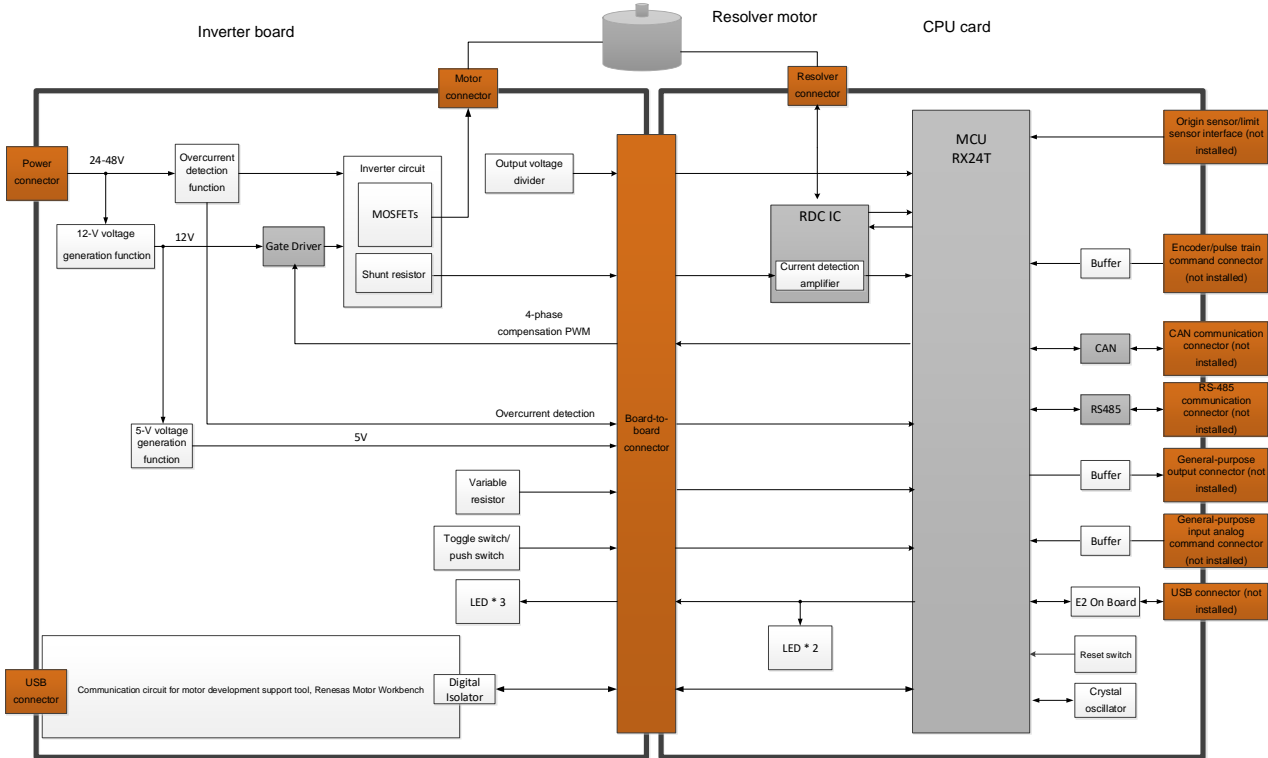 Inverter board
Resolver motor
CPU card
Motor
connector
Resolver
connector
Power
connector
24-48V
Overcurrent
detection
function
12-V voltage
generation function
12V
Gate Driver
Inverter circuit
MOSFETs
Shunt resistor
Output voltage
divider
4-phase
compensation PWM
Overcurrent detection
5-V voltage
generation
function
5V
Variable
resistor
Toggle switch/
push switch
LED * 3
USB
connector
Communication circuit for motor development support tool, Renesas Motor Workbench
Digital
Isolator
Board-to-
board
connector
RDC IC
Current detection
amplifier
LED * 2
MCU
RX24T
Origin sensor/limit
sensor interface (not
installed)
Buffer
Encoder/pulse train
command connector
(not installed)
CAN
CAN communication
connector (not
installed)
RS485
RS-485
communication
connector (not
installed)
Buffer
General-purpose
output connector (not
installed)
Buffer
General-purpose
input analog
command connector
(not installed)
E2 On Board
USB connector (not
installed)
Reset switch
Crystal
oscillator